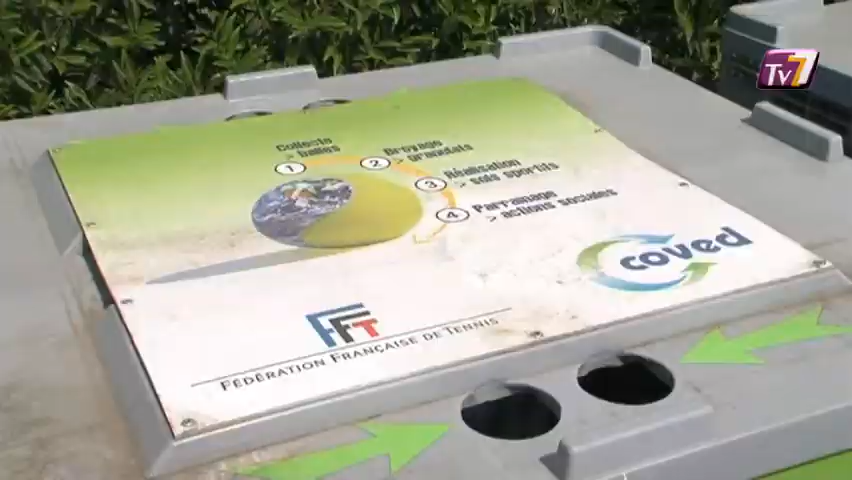 Tv7
Collecte
> balles
1
Broyage
> granulats
2
Réalisation
> sols sportifs
3
Parrainage
> actions sociales
4
coved
FFT
FÉDÉRATION FRANÇAISE DE TENNIS